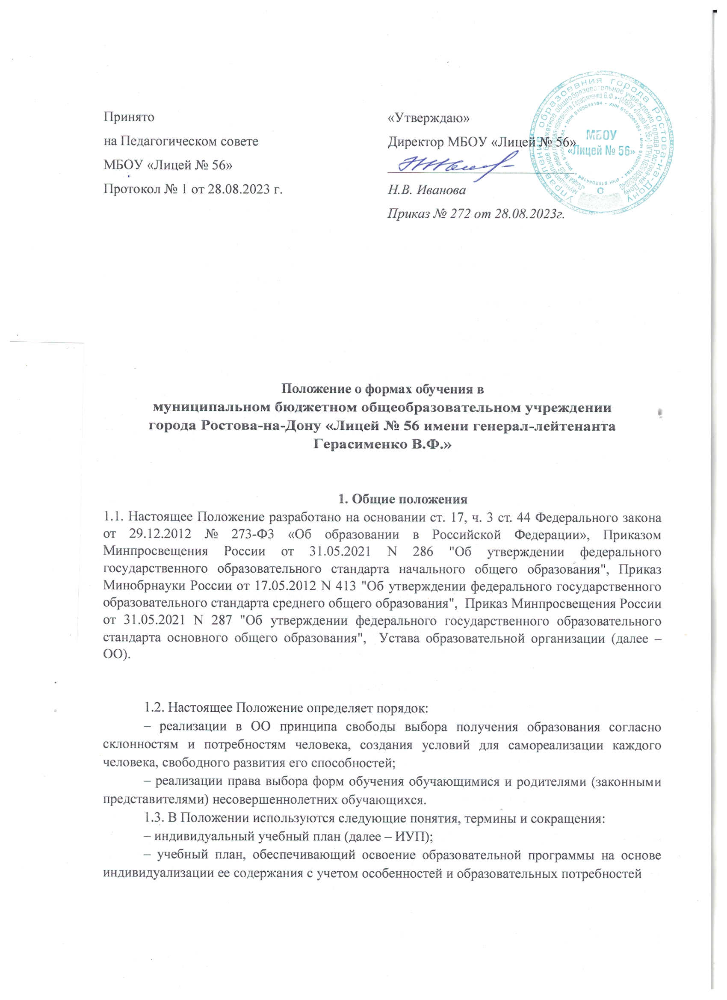 Принято
на Педагогическом совете
МБОУ «Лицей № 56»
Протокол № 1 от 28.08.2023 г.
«Утверждаю»
Директор МБОУ «Лицей № 56»
Н.В. Иванова
Приказ № 272 от 28.08.2023г.
Управление образования города Ростова-на-Дону
МБОУ
«Лицей № 56»
Положение о формах обучения в
муниципальном бюджетном общеобразовательном учреждении
города Ростова-на-Дону «Лицей № 56 имени генерал-лейтенанта
Герасименко В.Ф.»
1. Общие положения
1.1. Настоящее Положение разработано на основании ст. 17, ч. 3 ст. 44 Федерального закона
от 29.12.2012 № 273-ФЗ «Об образовании в Российской Федерации», Приказом
Минпросвещения России от 31.05.2021 N 286 "Об утверждении федерального
государственного образовательного стандарта начального общего образования", Приказ
Минобрнауки России от 17.05.2012 N 413 "Об утверждении федерального государственного
образовательного стандарта среднего общего образования", Приказ Минпросвещения России
от 31.05.2021 N 287 "Об утверждении федерального государственного образовательного
стандарта основного общего образования", Устава образовательной организации (далее –
ОО).
1.2. Настоящее Положение определяет порядок:
– реализации в ОО принципа свободы выбора получения образования согласно
склонностям и потребностям человека, создания условий для самореализации каждого
человека, свободного развития его способностей;
– реализации права выбора форм обучения обучающимися и родителями (законными
представителями) несовершеннолетних обучающихся.
1.3. В Положении используются следующие понятия, термины и сокращения:
– индивидуальный учебный план (далее – ИУП);
– учебный план, обеспечивающий освоение образовательной программы на основе
индивидуализации ее содержания с учетом особенностей и образовательных потребностей